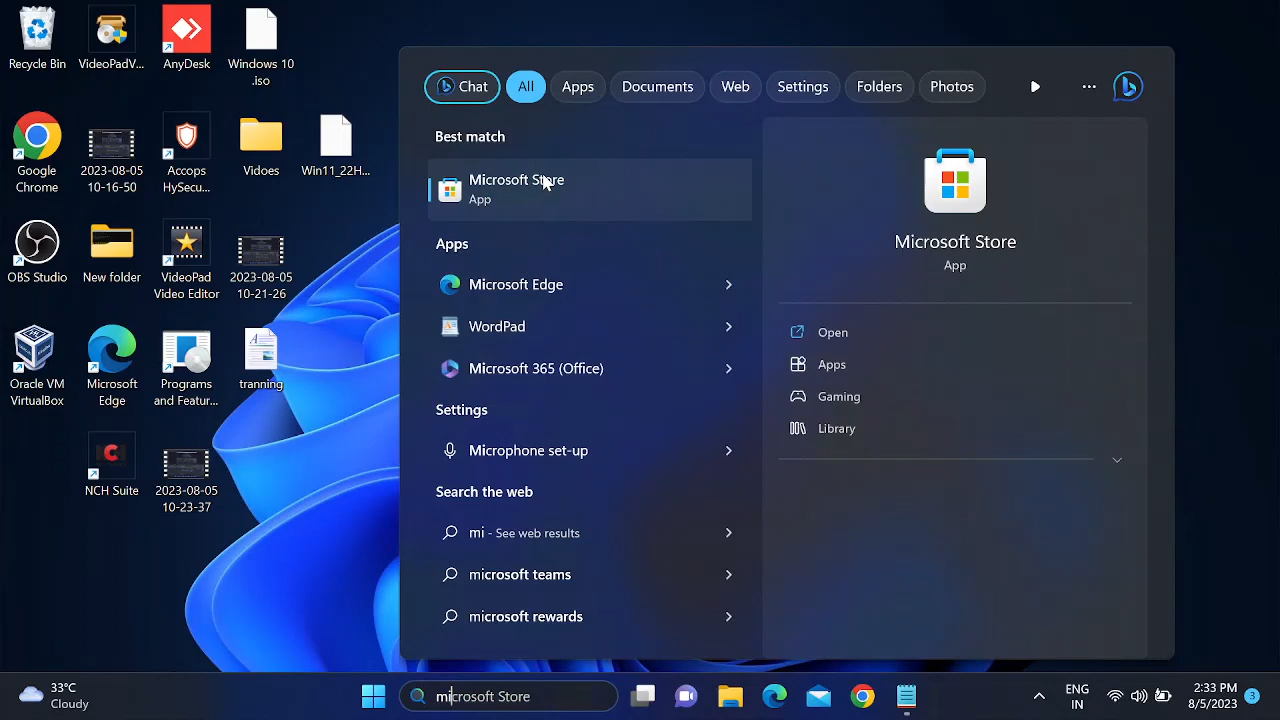 Recycle Bin
VideoPadV...
AnyDesk
Windows 10
.iso
Google
Chrome
2023-08-05
10-16-50
Accops
HySecu...
Vidoes
Win11_22H...
OBS Studio
New folder
VideoPad
Video Editor
2023-08-05
10-21-26
Oracle VM
VirtualBox
Microsoft
Edge
Programs
and Featur...
tranning
NCH Suite
2023-08-05
10-23-37
Chat
All
Apps
Documents
Web
Settings
Folders
Photos
Best match
Microsoft Store
App
Apps
Microsoft Edge
WordPad
Microsoft 365 (Office)
Settings
Microphone set-up
Search the web
mi - See web results
microsoft teams
microsoft rewards
Microsoft Store
App
Open
Apps
Gaming
Library
33°C
Cloudy
microsoft Store
ENG
IN
2:33 PM
8/5/2023
3